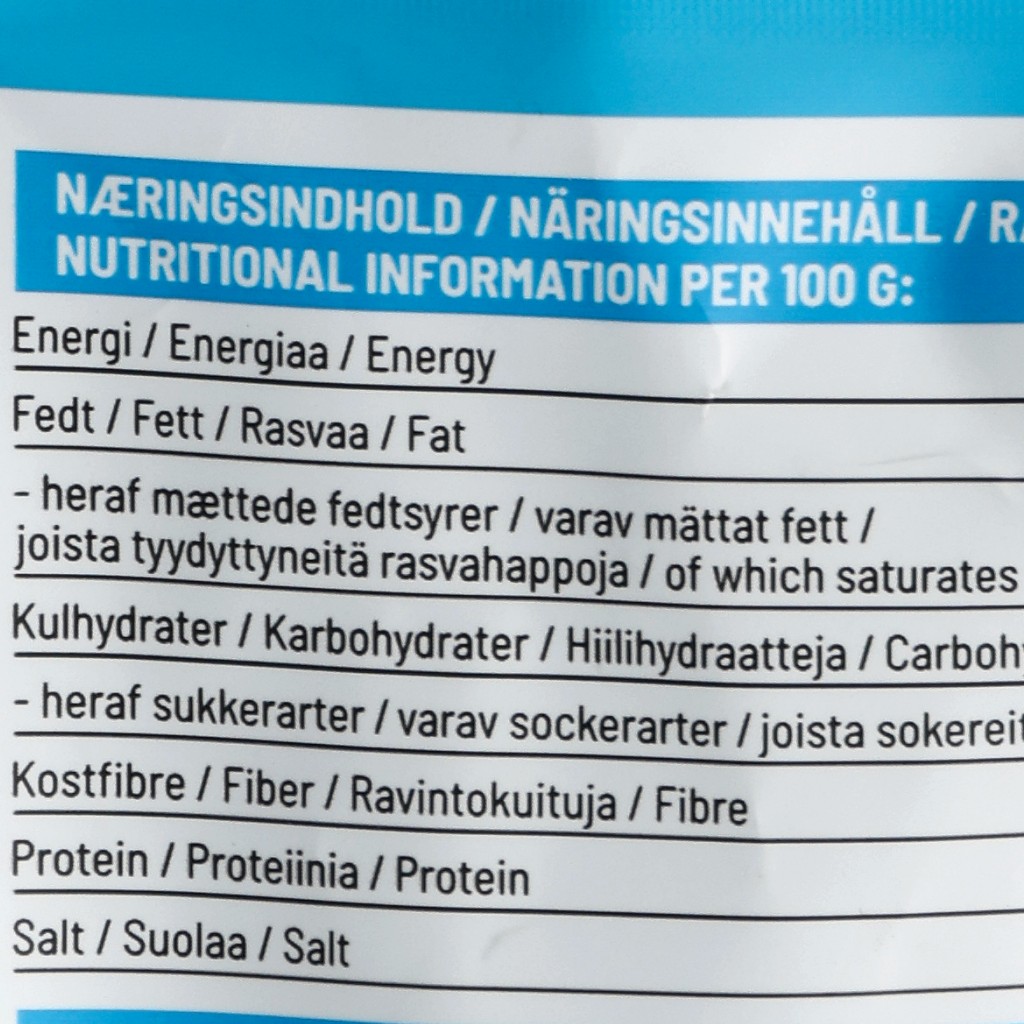 NÆRINGSINDHOLD / NÄRINGSINNEHÅLL /
NUTRITIONAL INFORMATION PER 100 G:
Energi / Energiaa / Energy
Fedt / Fett / Rasvaa / Fat
- heraf mættede fedtsyrer / varav mättat fett /
joista tyydyttyneitä rasvahappoja / of which saturates
Kulhydrater / Karbohydrater / Hiilihydraatteja /
- heraf sukkerarter / varav sockerarter / joista
Kostfibre / Fiber / Ravintokuituja / Fibre
Protein / Proteiinia / Protein
Salt / Suolaa / Salt